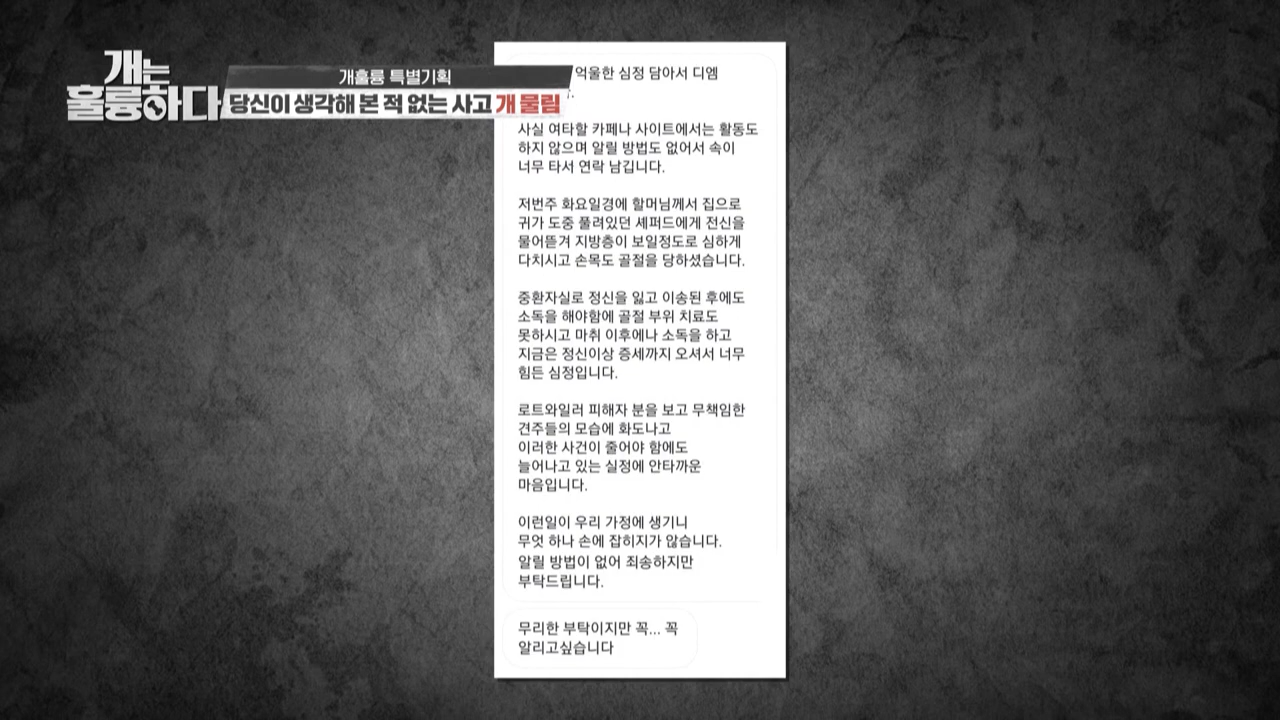 개는
훌륭하다
개훌륭 특별기획
당신이 생각해 본 적 없는 사고 개 물림
억울한 심정 담아서 디엠
사실 여타할 카페나 사이트에서는 활동도
하지 않으며 알릴 방법도 없어서 속이
너무 타서 연락 남깁니다.
저번주 화요일경에 할머님께서 집으로
귀가 도중 풀려있던 셰퍼드에게 전신을
물어뜯겨 지방층이 보일정도로 심하게
다치시고 손목도 골절을 당하셨습니다.
중환자실로 정신을 잃고 이송된 후에도
소독을 해야함에 골절 부위 치료도
못하시고 마취 이후에나 소독을 하고
지금은 정신이상 증세까지 오셔서 너무
힘든 심정입니다.
로트와일러 피해자 분을 보고 무책임한
견주들의 모습에 화도나고
이러한 사건이 줄어야 함에도
늘어나고 있는 실정에 안타까운
마음입니다.
이런일이 우리 가정에 생기니
무엇 하나 손에 잡히지가 않습니다.
알릴 방법이 없어 죄송하지만
부탁드립니다.
무리한 부탁이지만 꼭... 꼭
알리고싶습니다